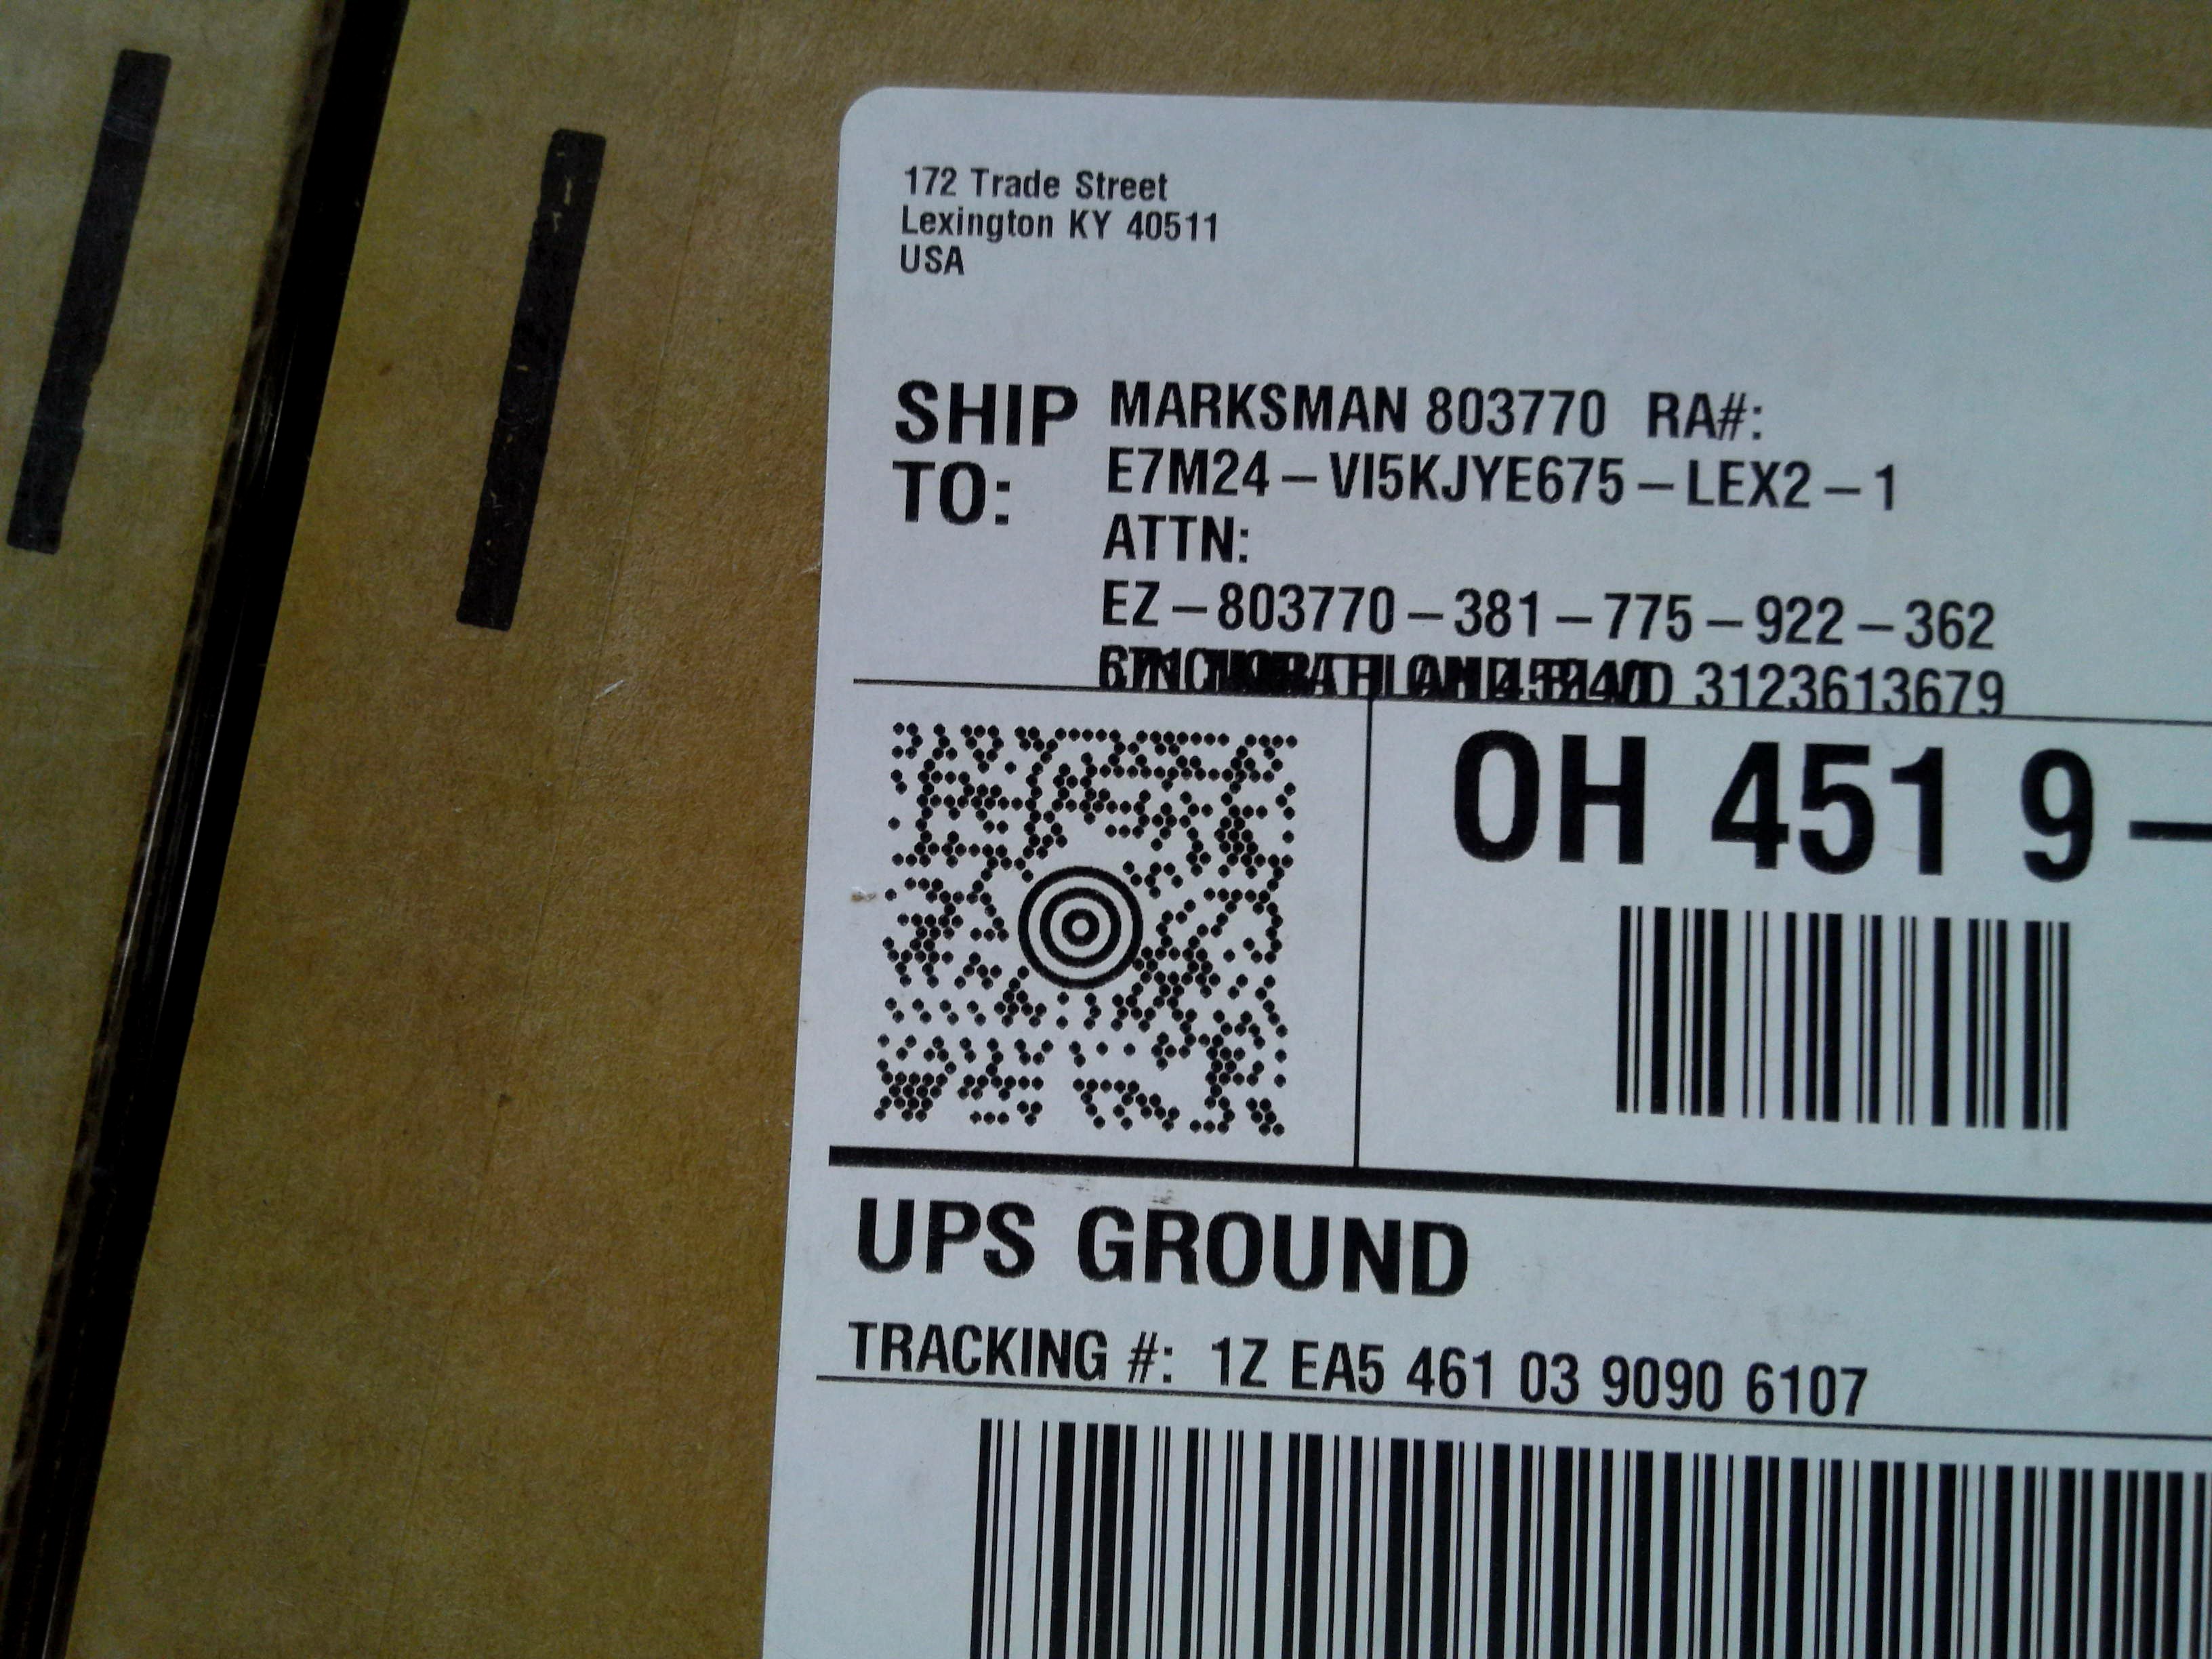 172 Trade Street
Lexington KY 40511
USA
SHIP TO:
MARKSMAN 803770 RA#:
E7M24-VI5KJYE675-LEX2-1
ATTN:
EZ-803770-381-775-922-362
3123613679
OH 451 9-
UPS GROUND
TRACKING #: 1Z EA5 461 03 9090 6107